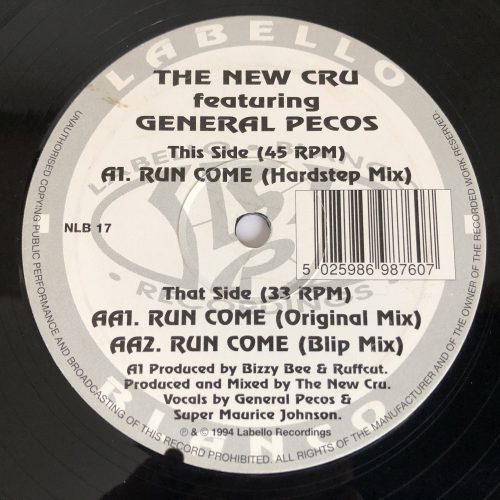 LABELLO
THE NEW CRU
featuring
GENERAL PECOS
This Side (45 RPM)
A1. RUN COME (Hardstep Mix)
NLB 17
5 025986 987607
RECORDINGS
That Side (33 RPM)
AA1. RUN COME (Original Mix)
AA2. RUN COME (Blip Mix)
A1 Produced by Bizzy Bee & Ruffcut.
Produced and Mixed by The New Cru.
Vocals by General Pecos &
Super Maurice Johnson.
℗ & © 1994 Labello Recordings
BLANCO
UNAUTHORISED COPYING PUBLIC PERFORMANCE AND BROADCASTING OF THIS RECORD PROHIBITED. ALL RIGHTS OF THE MANUFACTURER AND OF THE OWNER OF THE RECORDED WORK RESERVED.